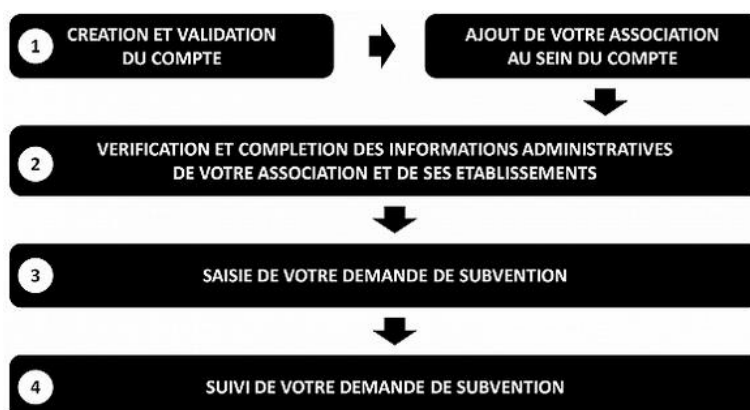 1
CREATION ET VALIDATION
DU COMPTE
AJOUT DE VOTRE ASSOCIATION
AU SEIN DU COMPTE
2
VERIFICATION ET COMPLETION DES INFORMATIONS ADMINISTRATIVES
DE VOTRE ASSOCIATION ET DE SES ETABLISSEMENTS
3
SAISIE DE VOTRE DEMANDE DE SUBVENTION
4
SUIVI DE VOTRE DEMANDE DE SUBVENTION